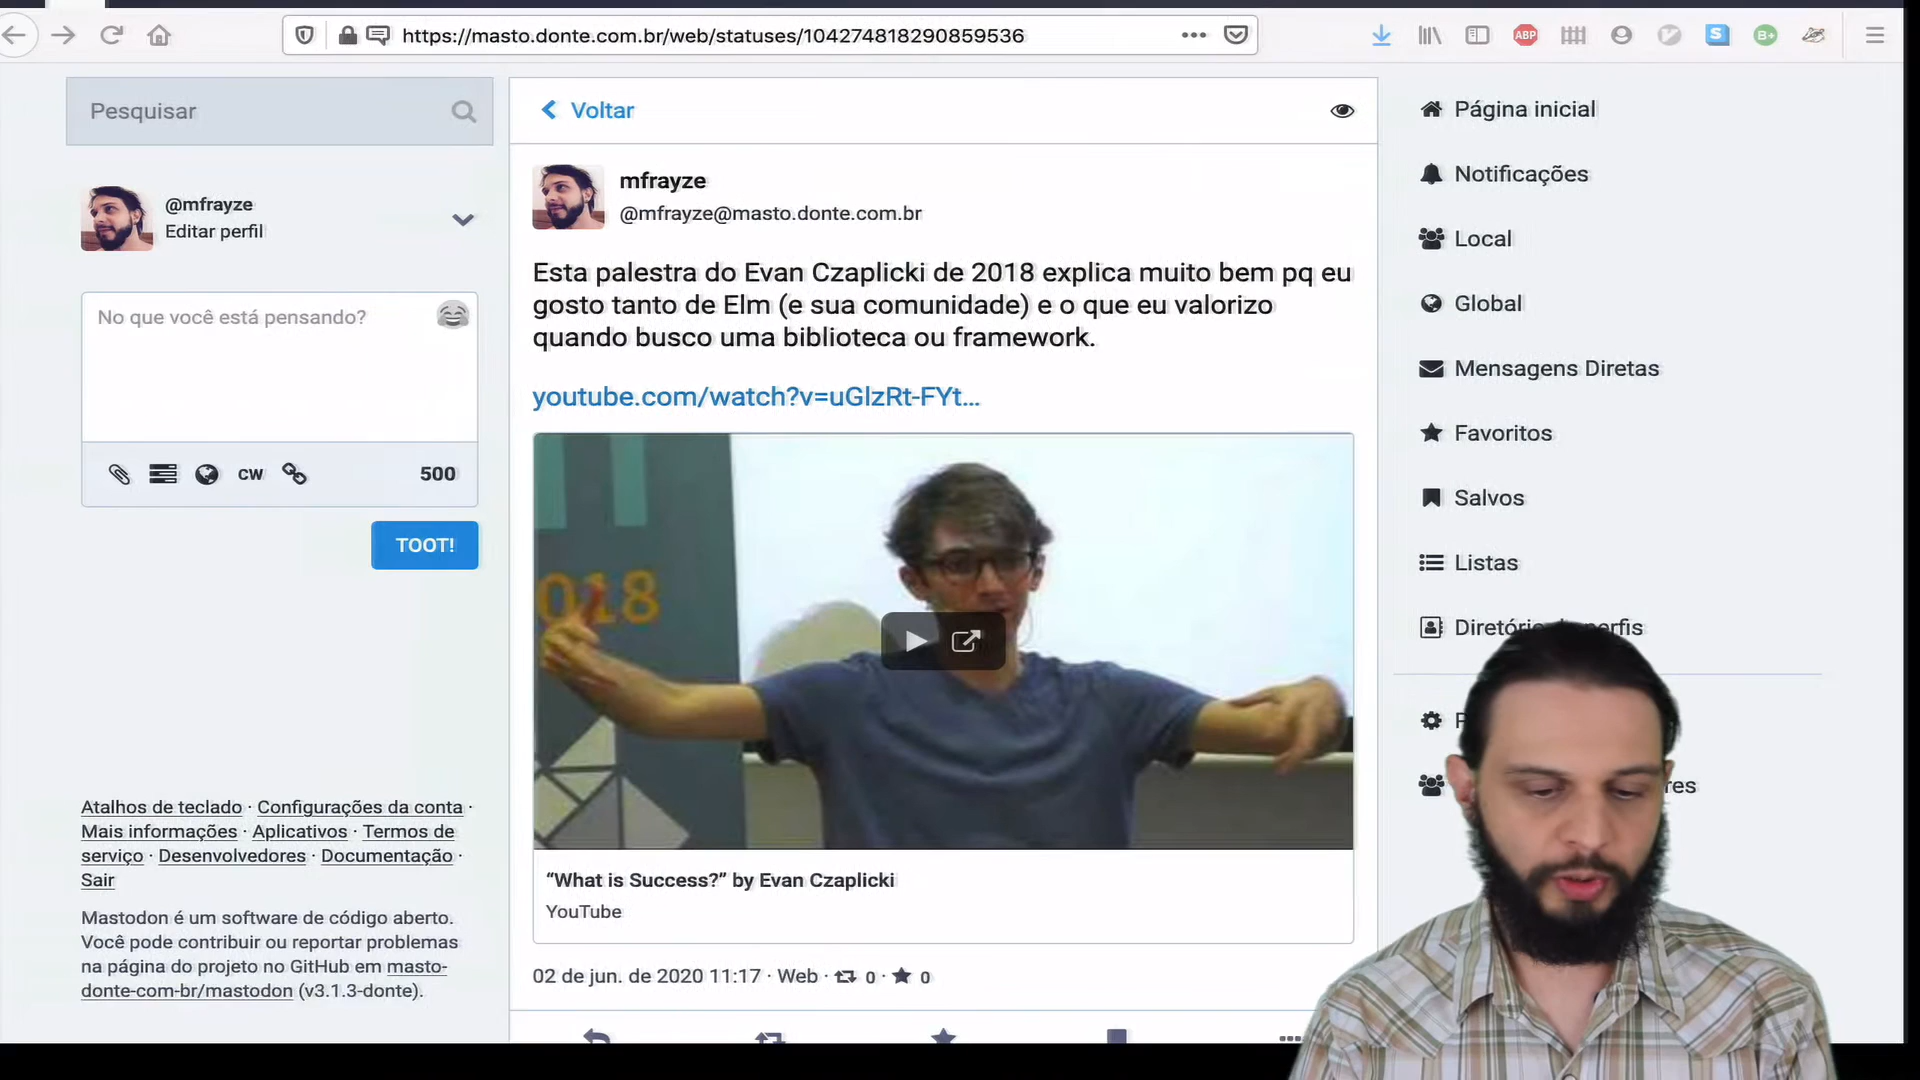 https://masto.donte.com.br/web/statuses/104274818290859536
ABP
S
B+
Pesquisar
@mfrayze
Editar perfil
No que você está pensando?
CW
500
TOOT!
Atalhos de teclado · Configurações da conta ·
Mais informações · Aplicativos · Termos de
serviço · Desenvolvedores · Documentação ·
Sair
Mastodon é um software de código aberto.
Você pode contribuir ou reportar problemas
na página do projeto no GitHub em masto-
donte-com-br/mastodon (v3.1.3-donte).
Voltar
mfrayze
@mfrayze@masto.donte.com.br
Esta palestra do Evan Czaplicki de 2018 explica muito bem pq eu
gosto tanto de Elm (e sua comunidade) e o que eu valorizo
quando busco uma biblioteca ou framework.
youtube.com/watch?v=uGlzRt-FYt...
018
“What is Success?” by Evan Czaplicki
YouTube
02 de jun. de 2020 11:17 · Web · 0 · 0
Página inicial
Notificações
Local
Global
Mensagens Diretas
Favoritos
Salvos
Listas
Diretório perfis